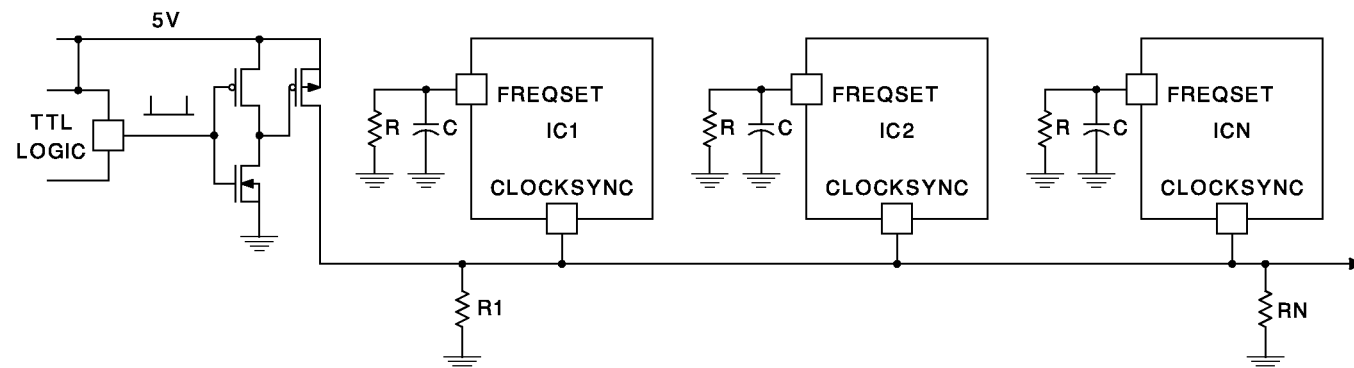 5V
TTL
LOGIC
R
C
FREQSET
IC1
CLOCKSYNC
R
C
FREQSET
IC2
CLOCKSYNC
R
C
FREQSET
ICN
CLOCKSYNC
R1
RN